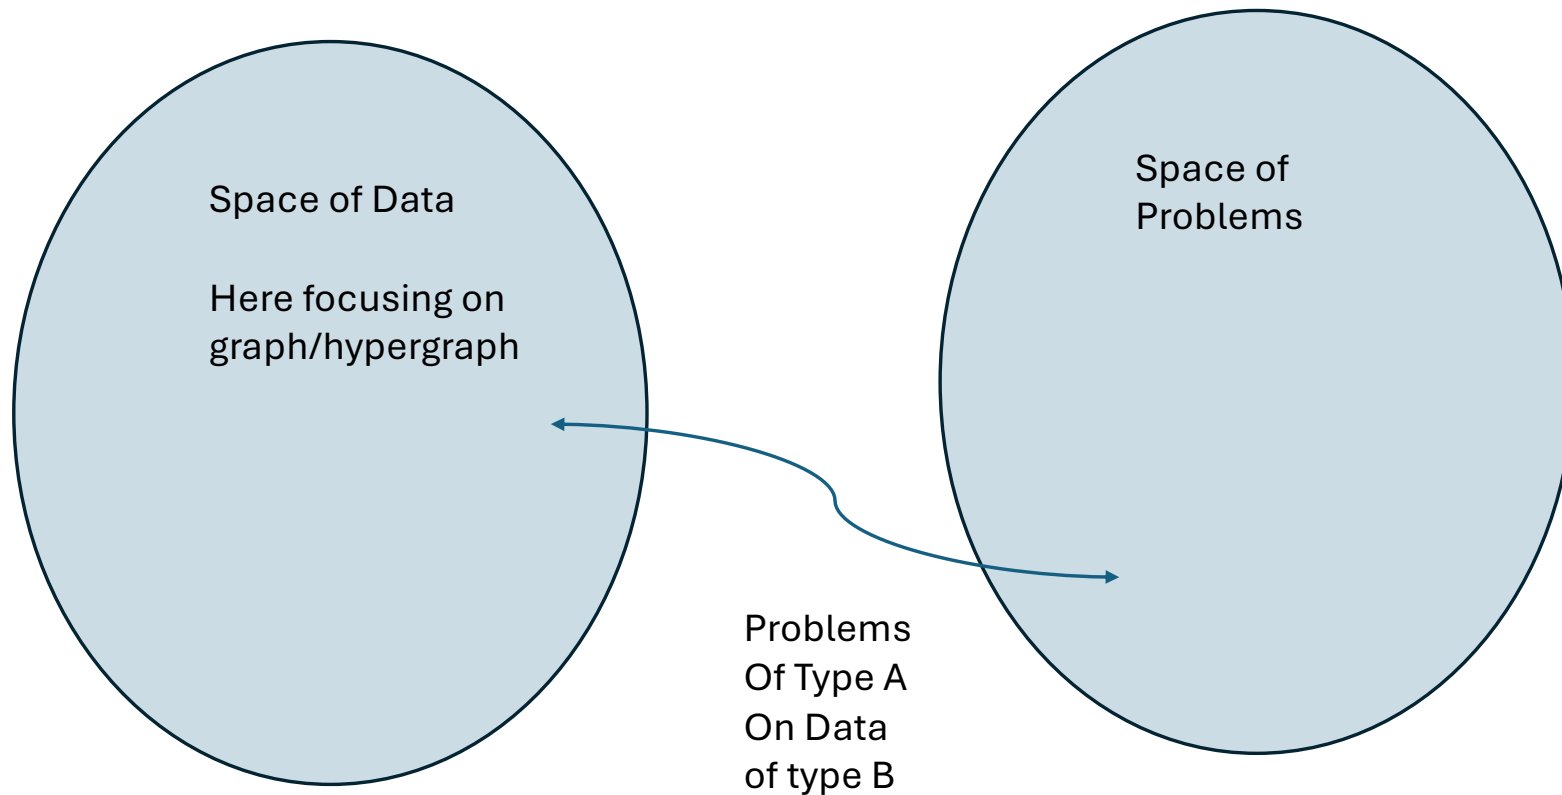 Space of Data
Here focusing on
graph/hypergraph
Space of
Problems
Problems
Of Type A
On Data
of type B